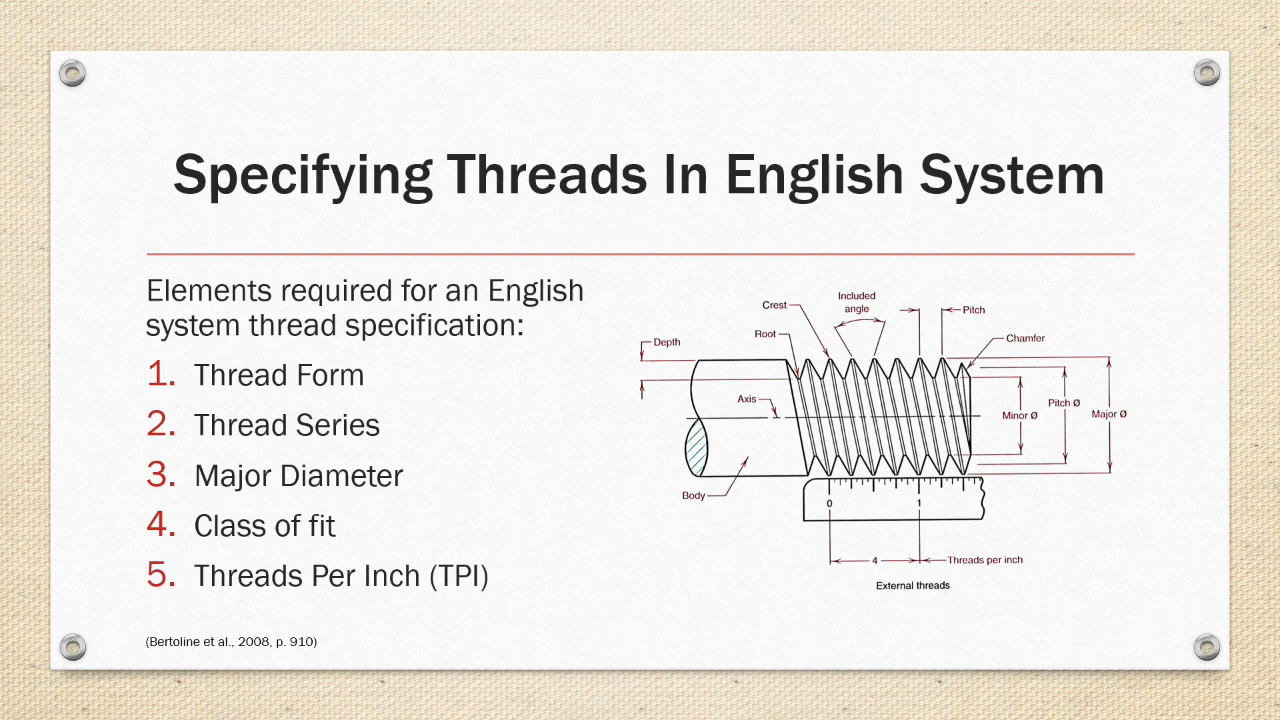 Specifying Threads In English System
Elements required for an English
system thread specification:
1. Thread Form
2. Thread Series
3. Major Diameter
4. Class of fit
5. Threads Per Inch (TPI)
(Bertoline et al., 2008, p. 910)
Included
angle
Crest
Pitch
Root
Chamfer
Depth
Axis
Minor Ø
Pitch Ø
Major Ø
Body
0
1
4
Threads per inch
External threads